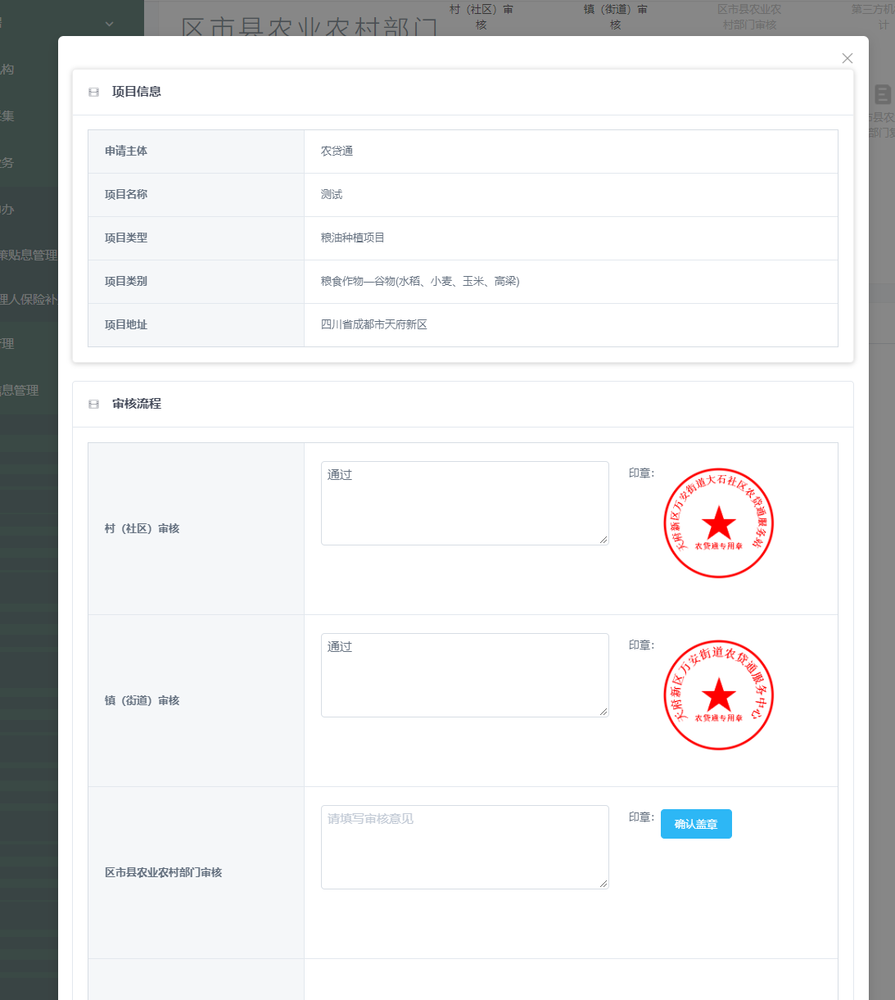 区市县农业农村部门
村（社区）审
核
镇（街道）审
核
区市县农业农
村部门审核
第三方机
计
构
集
务
办
策贴息管理
理人保险补
理
息管理
市县农
部门复
项目信息
申请主体
农贷通
项目名称
测试
项目类型
粮油种植项目
项目类别
粮食作物—谷物(水稻、小麦、玉米、高粱)
项目地址
四川省成都市天府新区
审核流程
村（社区）审核
通过
印章：
天府新区万安街道大石社区农贷通服务站
农贷通专用章
镇（街道）审核
通过
印章：
天府新区万安街道农贷通服务中心
农贷通专用章
区市县农业农村部门审核
请填写审核意见
印章：
确认盖章